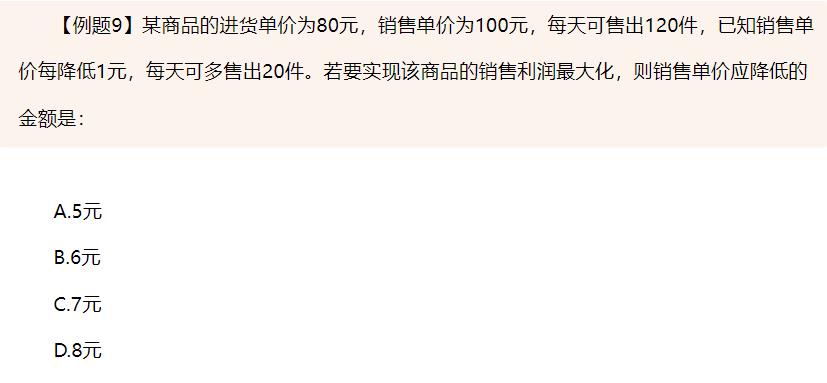 【例题9】某商品的进货单价为80元，销售单价为100元，每天可售出120件，已知销售单
价每降低1元，每天可多售出20件。若要实现该商品的销售利润最大化，则销售单价应降低的
金额是：
A.5元
B.6元
C.7元
D.8元